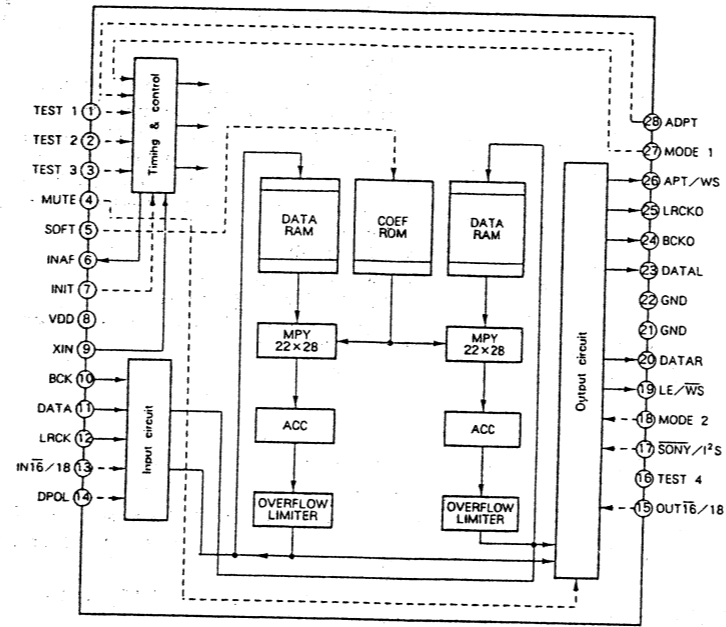 TEST 1 1
TEST 2 2
TEST 3 3
MUTE 4
SOFT 5
INAF 6
INIT 7
VDD 8
XIN 9
BCK 10
DATA 11
LRCK 12
IN1̅6̅/18 13
DPOL 14
Timing & control
Input circuit
DATA
RAM
COEF
ROM
DATA
RAM
MPY
22×28
MPY
22×28
ACC
ACC
OVERFLOW
LIMITER
OVERFLOW
LIMITER
Output circuit
28 ADPT
27 MODE 1
26 APT/WS
25 LRCKO
24 BCKO
23 DATAL
22 GND
21 GND
20 DATAR
19 LE/W̅S̅
18 MODE 2
17 S̅O̅N̅Y̅/I²S
16 TEST 4
15 OUT1̅6̅/18